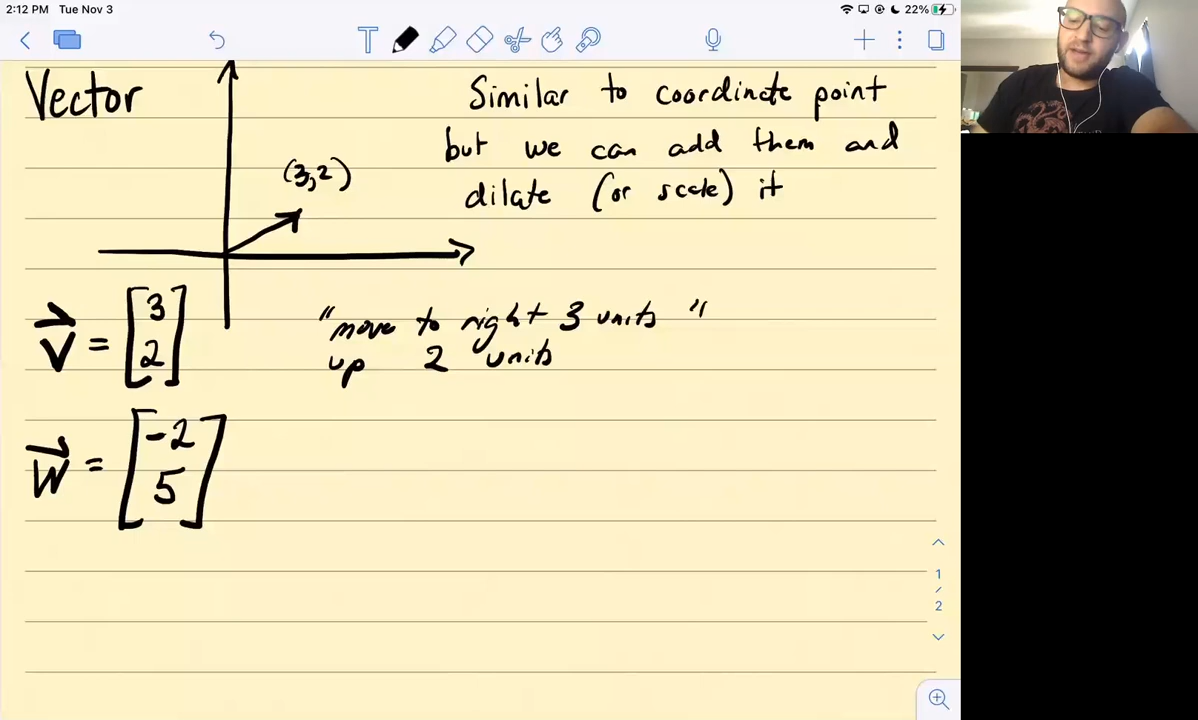 2:12 PM Tue Nov 3
22%
T
Vector
Similar to coordinate point
but we can add them and
dilate (or scale) it
(3,2)
V = [3
2]
"move to right 3 units "
up 2 units
W = [-2
5]
1
/
2